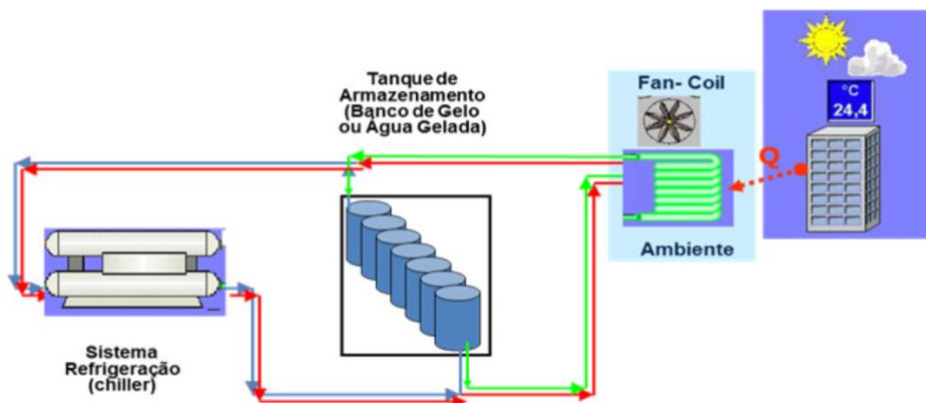 Tanque de
Armazenamento
(Banco de Gelo
ou Água Gelada)
Fan- Coil
°C
24,4
Q
Ambiente
Sistema
Refrigeração
(chiller)